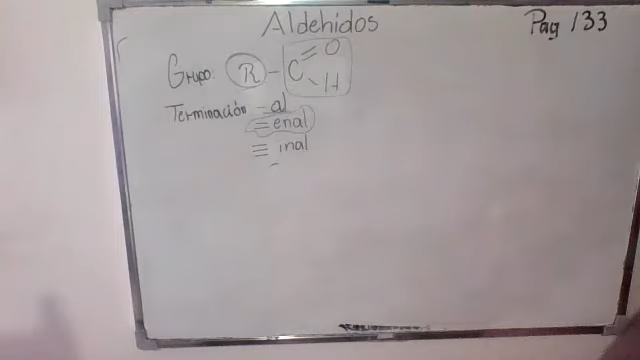 Aldehidos
Pag 133
Grupo: R - C = O
- H
Terminación - al
= enal
≡ inal